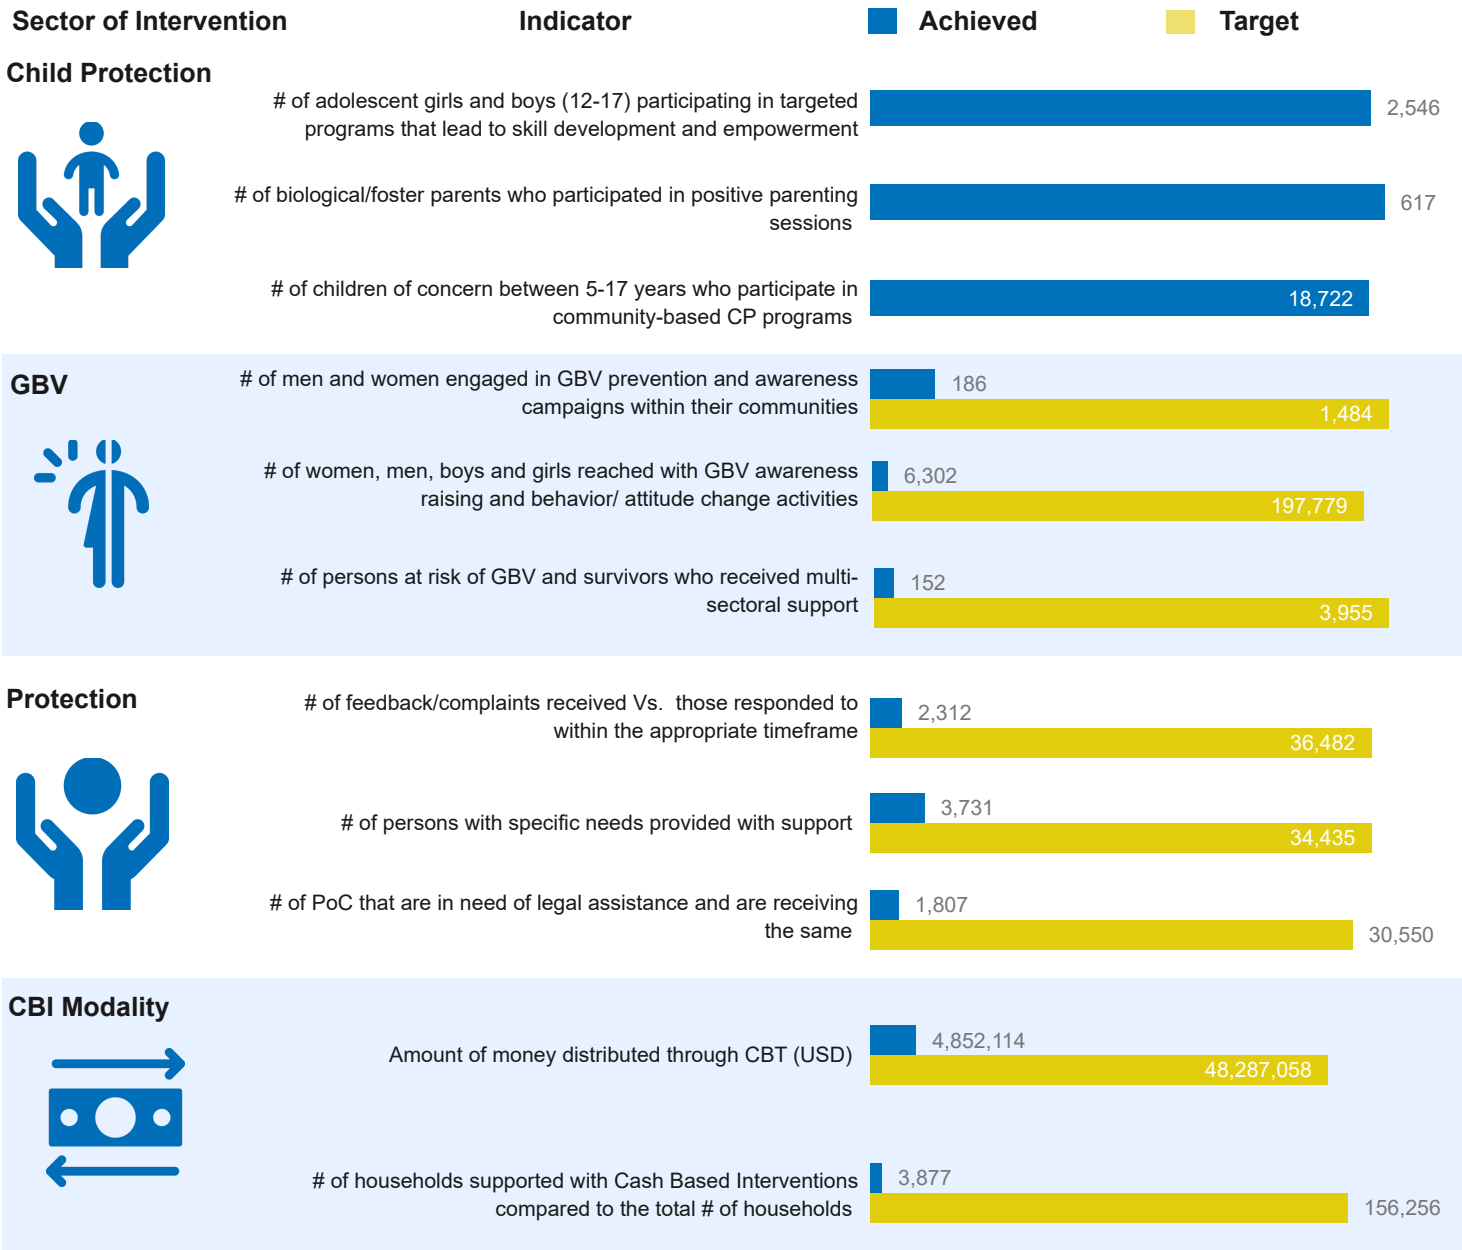 Sector of Intervention Indicator Achieved Target
Child Protection
# of adolescent girls and boys (12-17) participating in targeted
programs that lead to skill development and empowerment
2,546
# of biological/foster parents who participated in positive parenting
sessions
617
# of children of concern between 5-17 years who participate in
community-based CP programs
18,722
GBV
# of men and women engaged in GBV prevention and awareness
campaigns within their communities
186
1,484
# of women, men, boys and girls reached with GBV awareness
raising and behavior/ attitude change activities
6,302
197,779
# of persons at risk of GBV and survivors who received multi-
sectoral support
152
3,955
Protection
# of feedback/complaints received Vs.  those responded to
within the appropriate timeframe
2,312
36,482
# of persons with specific needs provided with support
3,731
34,435
# of PoC that are in need of legal assistance and are receiving
the same
1,807
30,550
CBI Modality
Amount of money distributed through CBT (USD)
4,852,114
48,287,058
# of households supported with Cash Based Interventions
compared to the total # of households
3,877
156,256